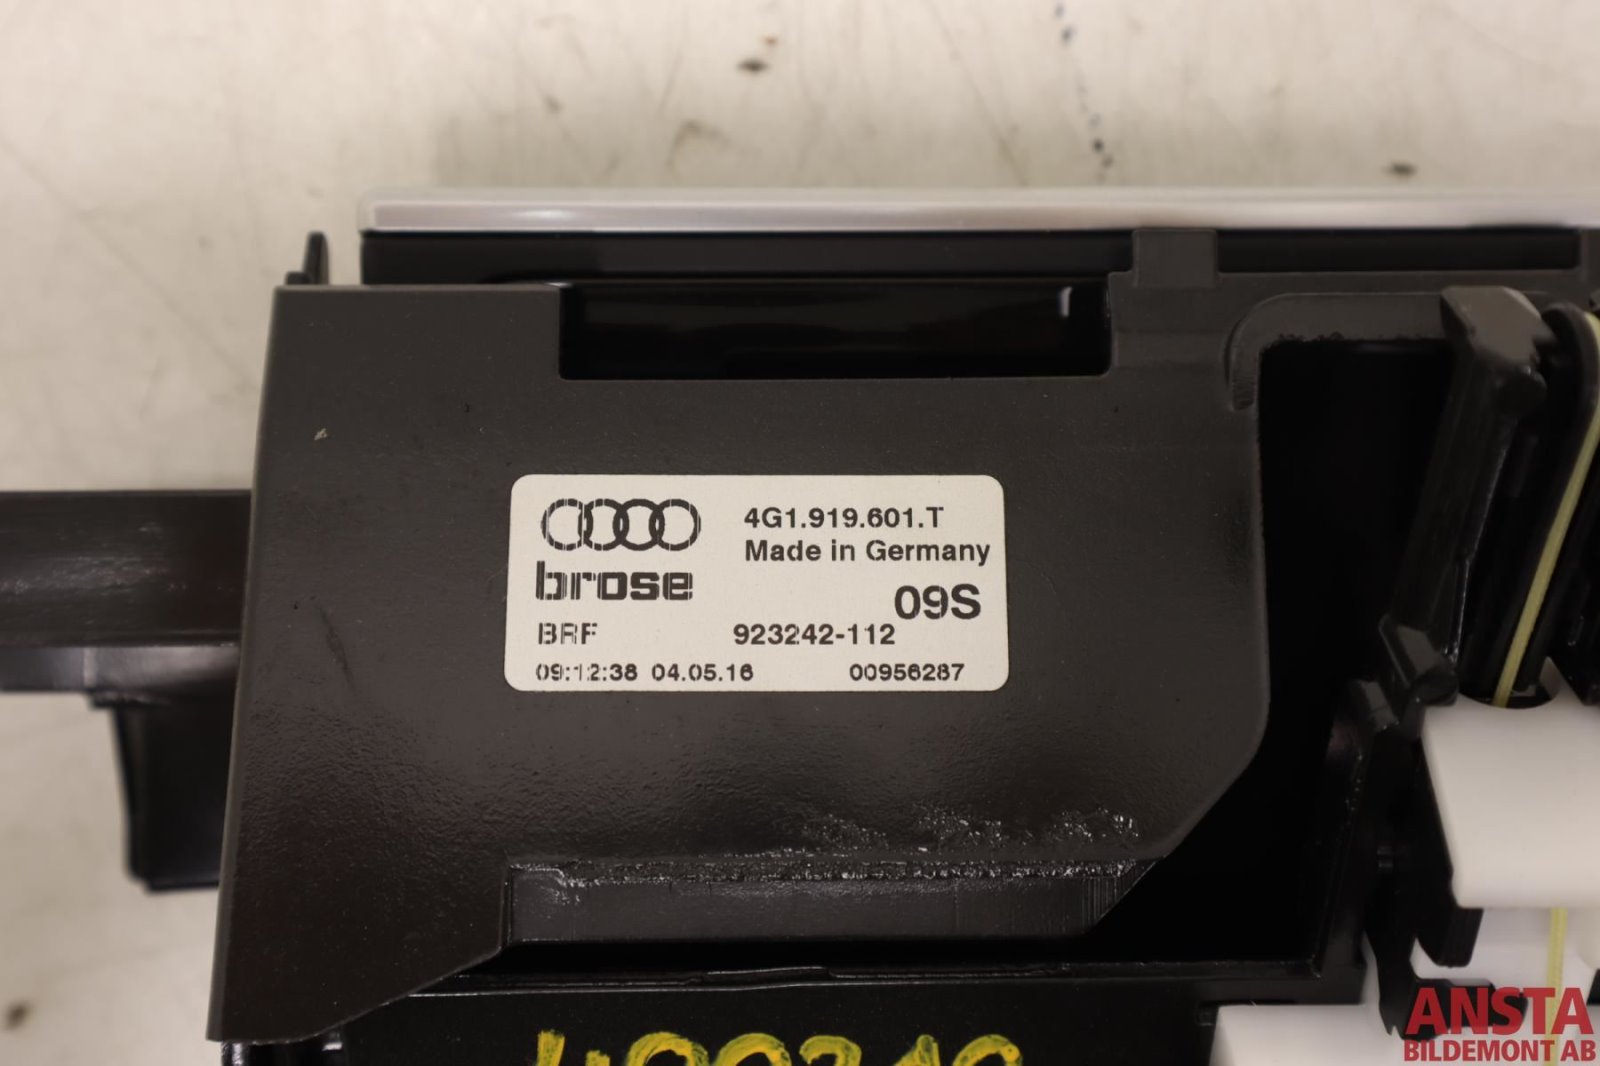 4G1.919.601.T
Made in Germany
brose
09S
BRF
923242-112
09:12:38 04.05.16
00956287
ANSTA
BILDEMONT AB